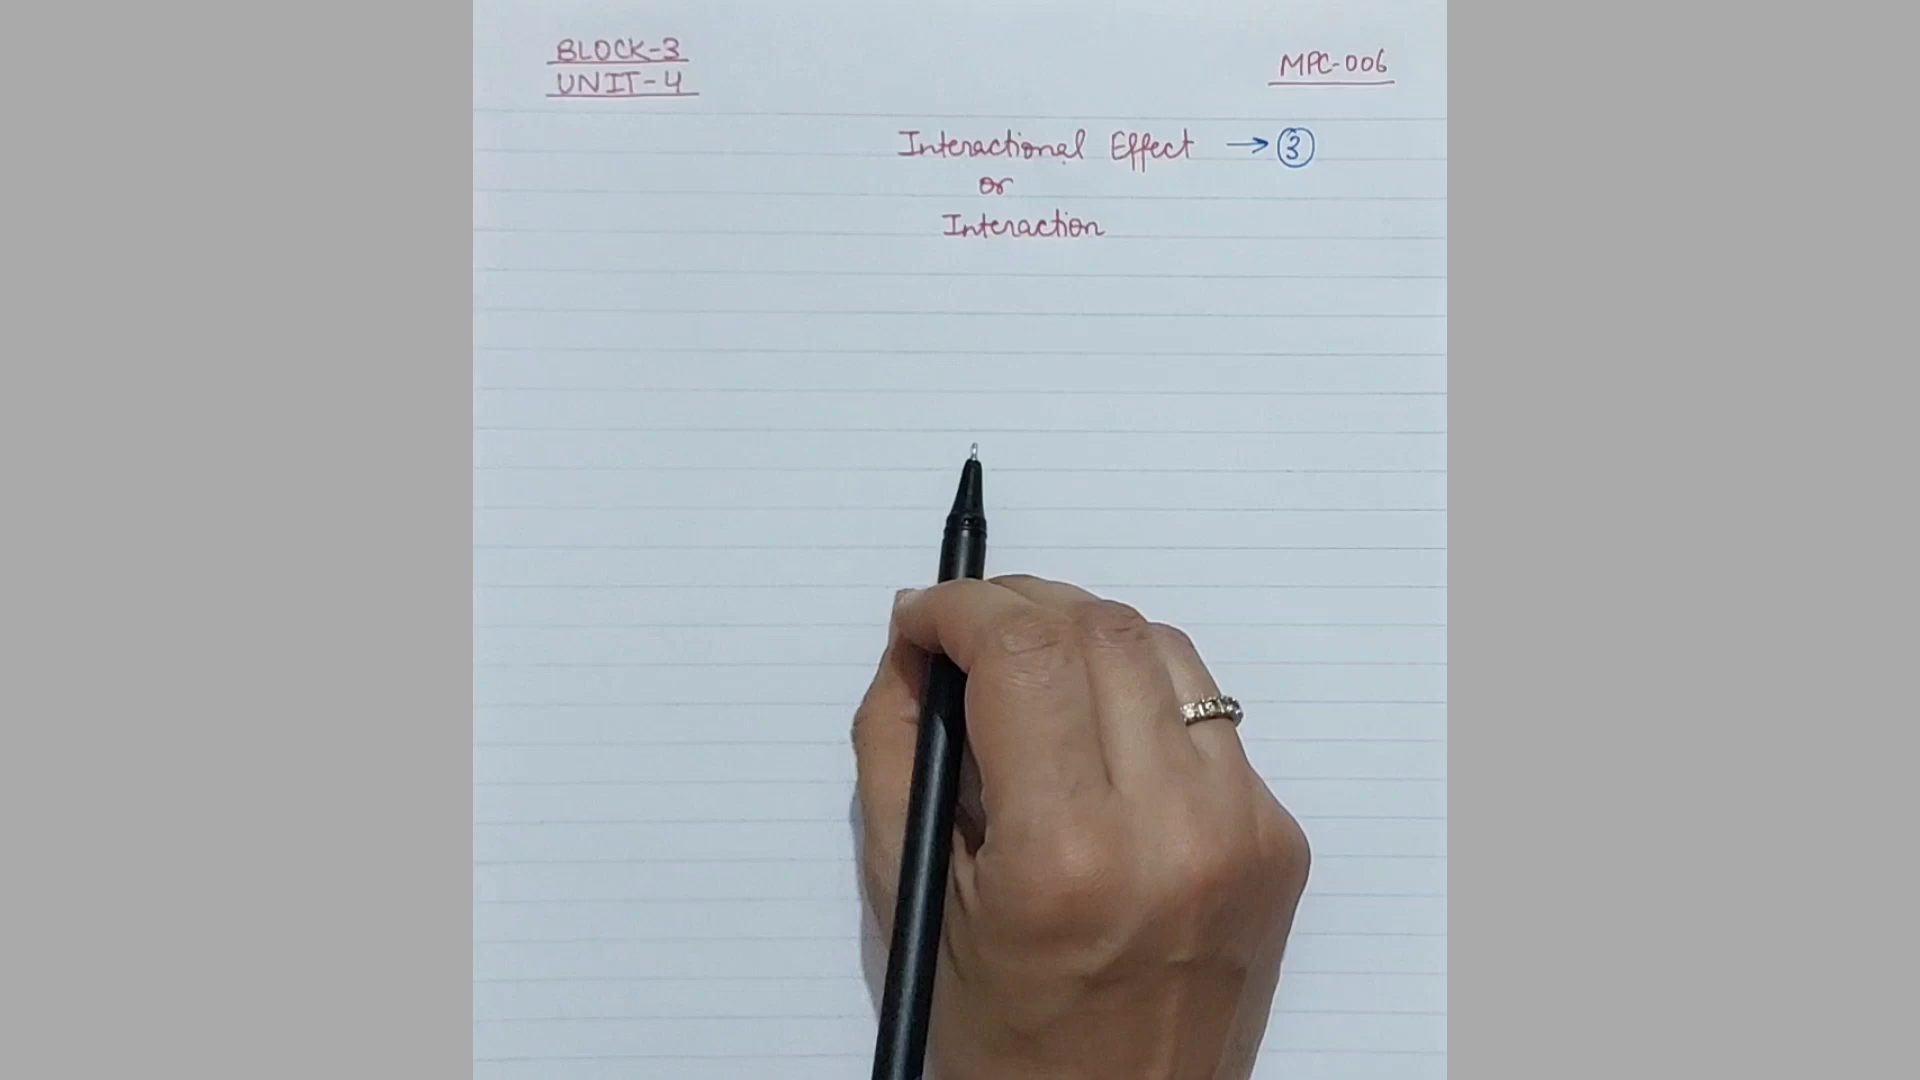 BLOCK-3
UNIT-4
MPC-006
Interactional Effect → ③
or
Interaction